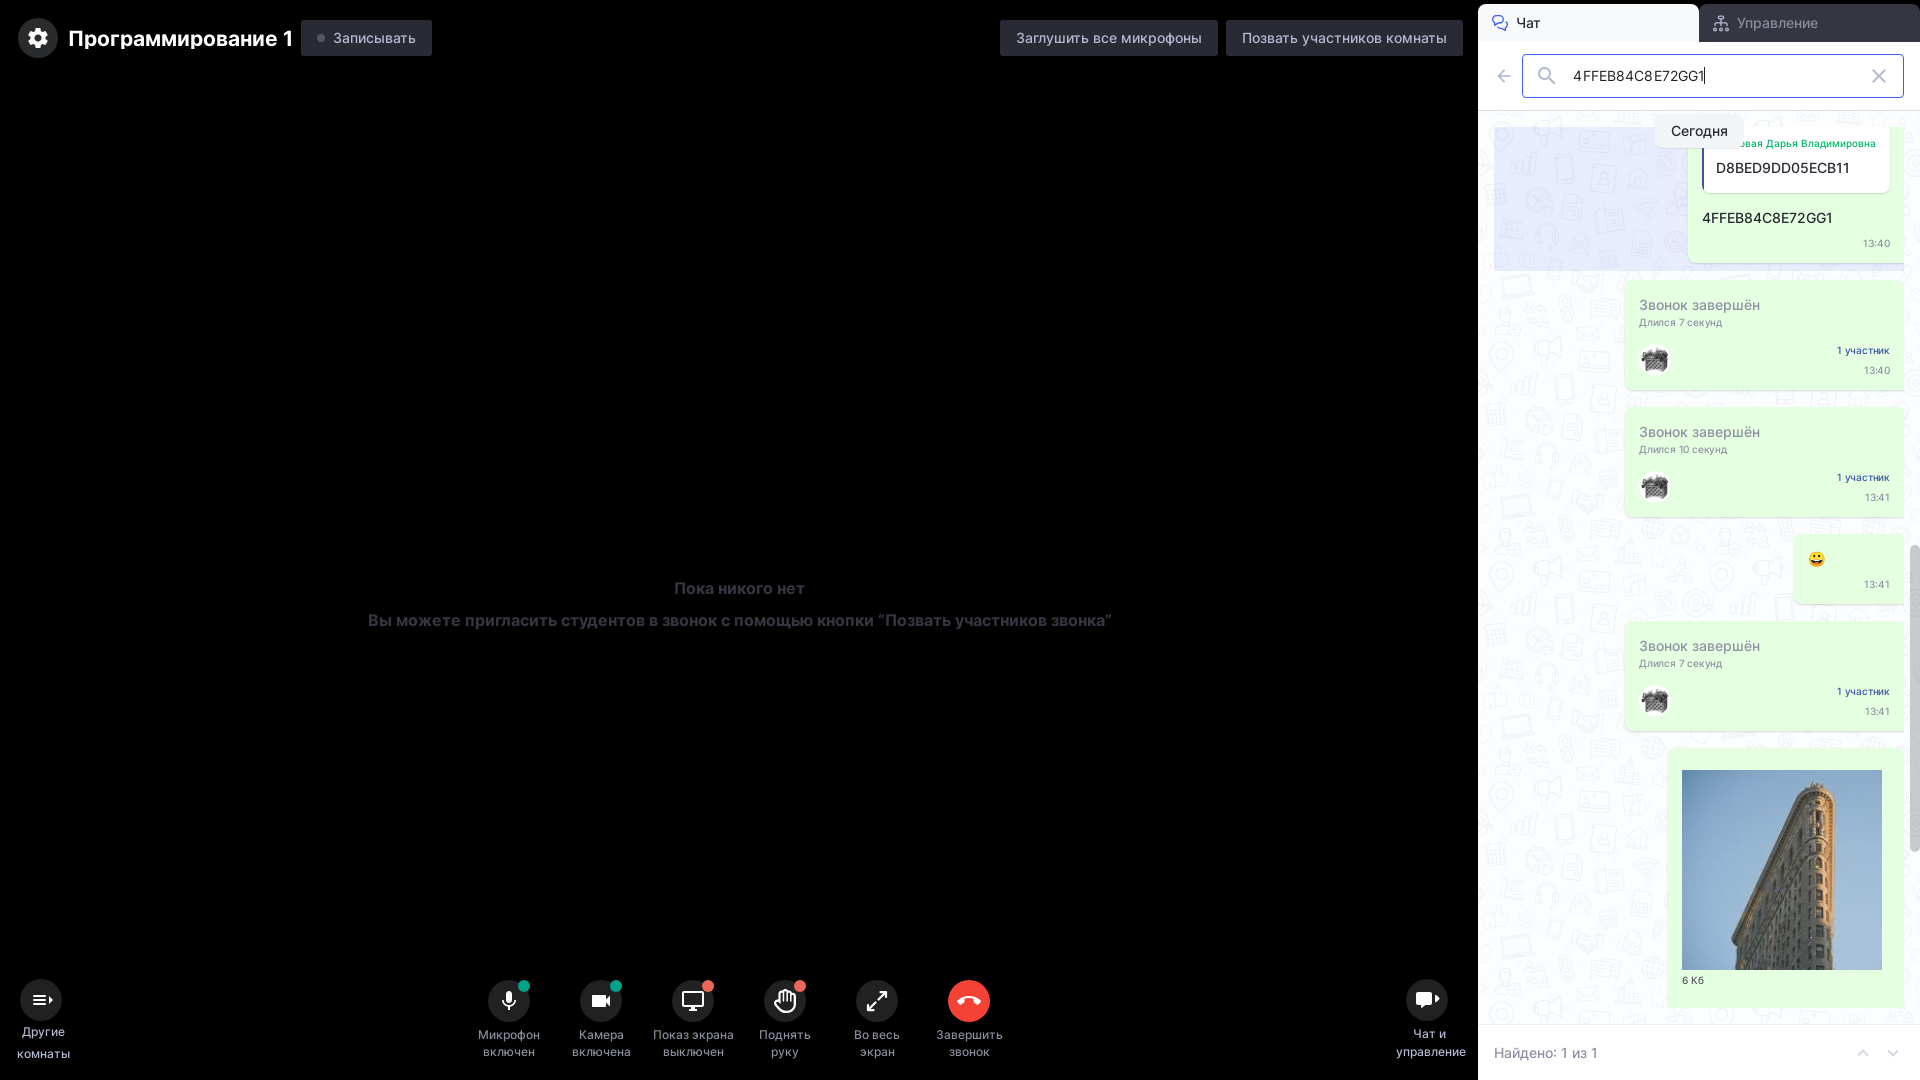 Программирование 1
Записывать
Заглушить все микрофоны
Позвать участников комнаты
Чат
Управление
4FFEB84C8E72GG1
Сегодня
Дарья Владимировна
D8BED9DD05ECB11
4FFEB84C8E72GG1
13:40
Звонок завершён
Длился 7 секунд
1 участник
13:40
Звонок завершён
Длился 10 секунд
1 участник
13:41
13:41
Звонок завершён
Длился 7 секунд
1 участник
13:41
6 Кб
Найдено: 1 из 1
Пока никого нет
Вы можете пригласить студентов в звонок с помощью кнопки “Позвать участников звонка”
Другие
комнаты
Микрофон
включен
Камера
включена
Показ экрана
выключен
Поднять
руку
Во весь
экран
Завершить
звонок
Чат и
управление